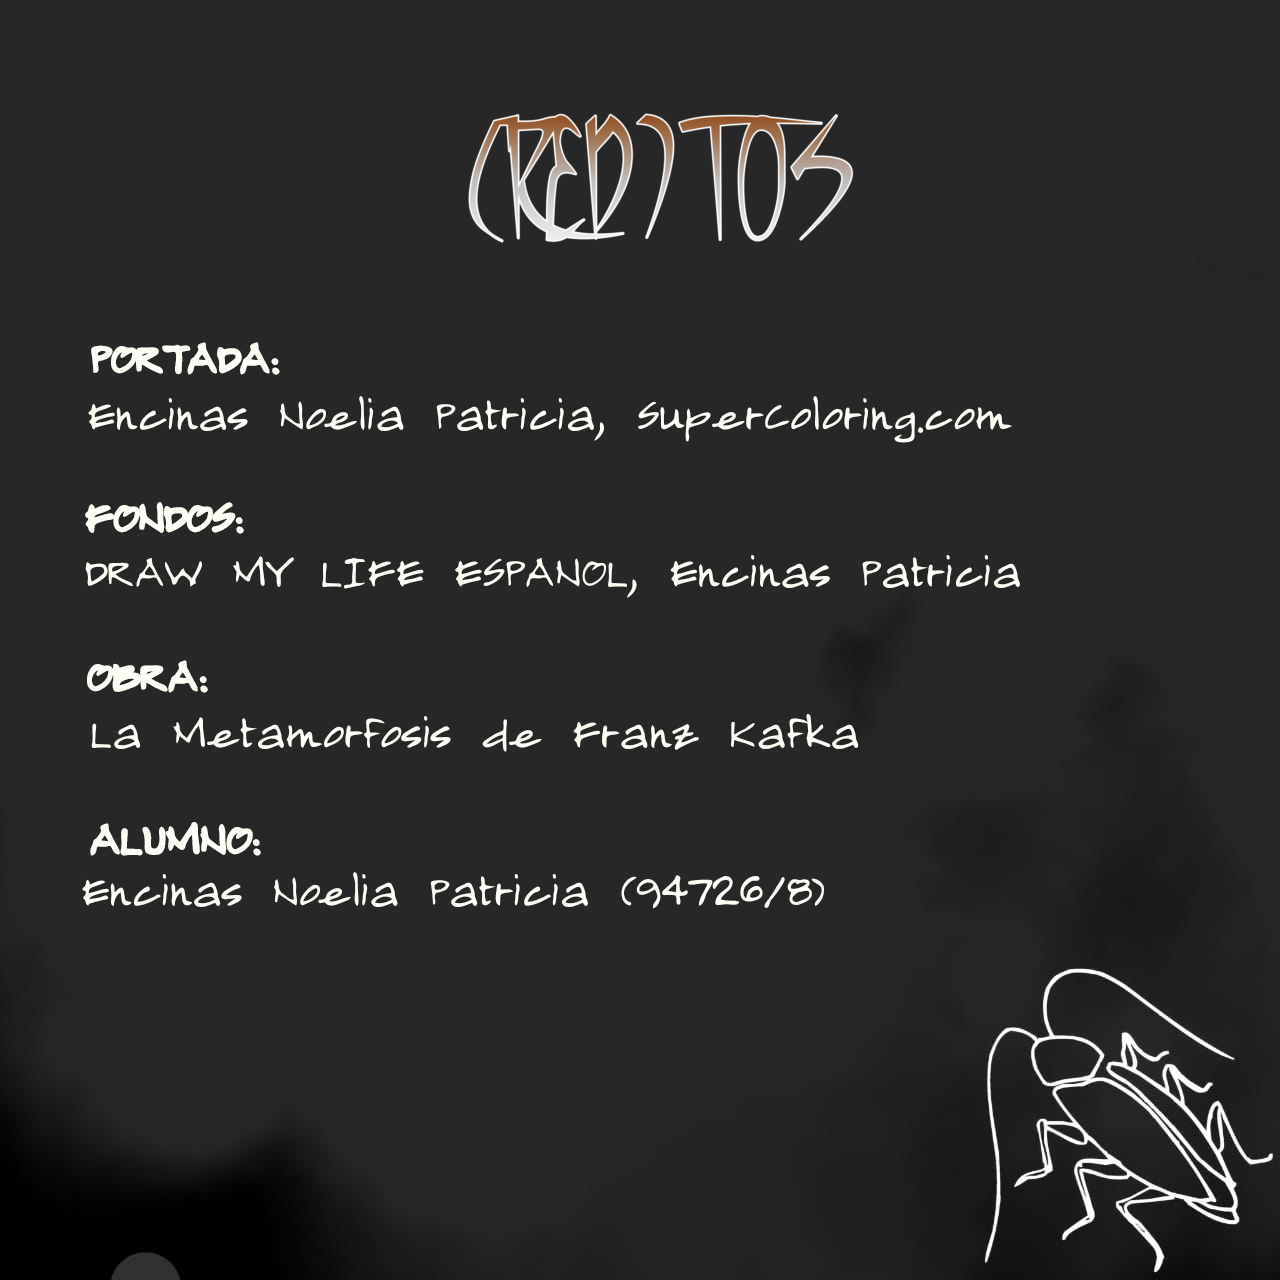 CREDITOS
PORTADA:
Encinas Noelia Patricia, SuperColoring.com
FONDOS:
DRAW MY LIFE ESPANOL, Encinas Patricia
OBRA:
La Metamorfosis de Franz Kafka
ALUMNO:
Encinas Noelia Patricia (94726/8)